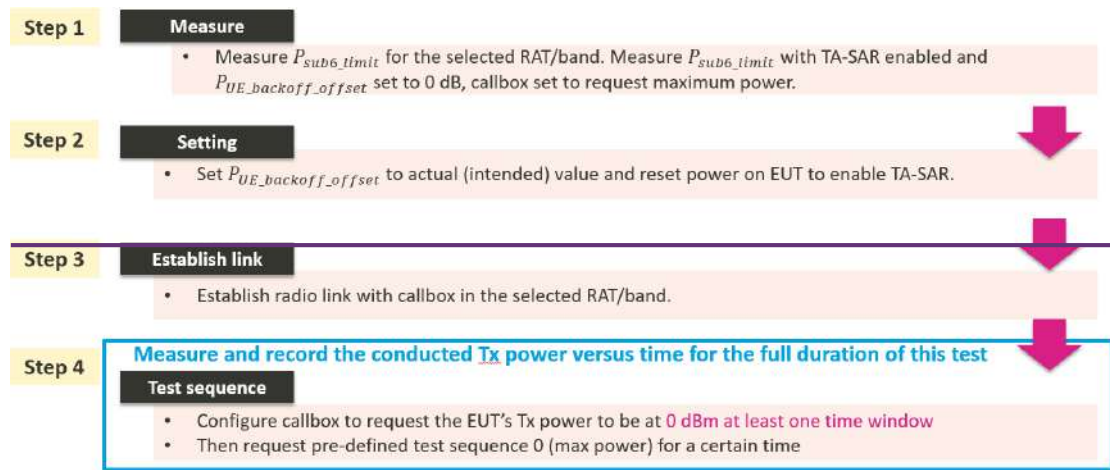 Step 1
Measure
• Measure P_sub6_limit for the selected RAT/band. Measure P_sub6_limit with TA-SAR enabled and
P_UE_backoff_offset set to 0 dB, callbox set to request maximum power.
Step 2
Setting
• Set P_UE_backoff_offset to actual (intended) value and reset power on EUT to enable TA-SAR.
Step 3
Establish link
• Establish radio link with callbox in the selected RAT/band.
Step 4
Measure and record the conducted Tx power versus time for the full duration of this test
Test sequence
• Configure callbox to request the EUT's Tx power to be at 0 dBm at least one time window
• Then request pre-defined test sequence 0 (max power) for a certain time